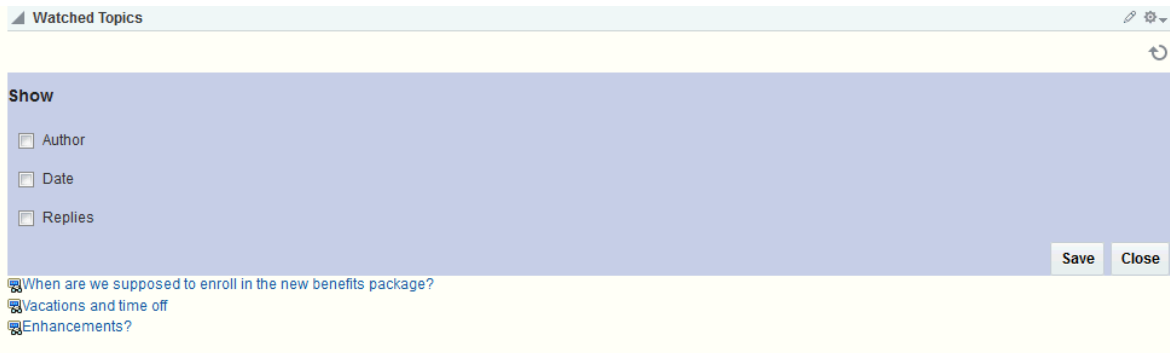 Watched Topics
Show
Author
Date
Replies
Save Close
When are we supposed to enroll in the new benefits package?
Vacations and time off
Enhancements?